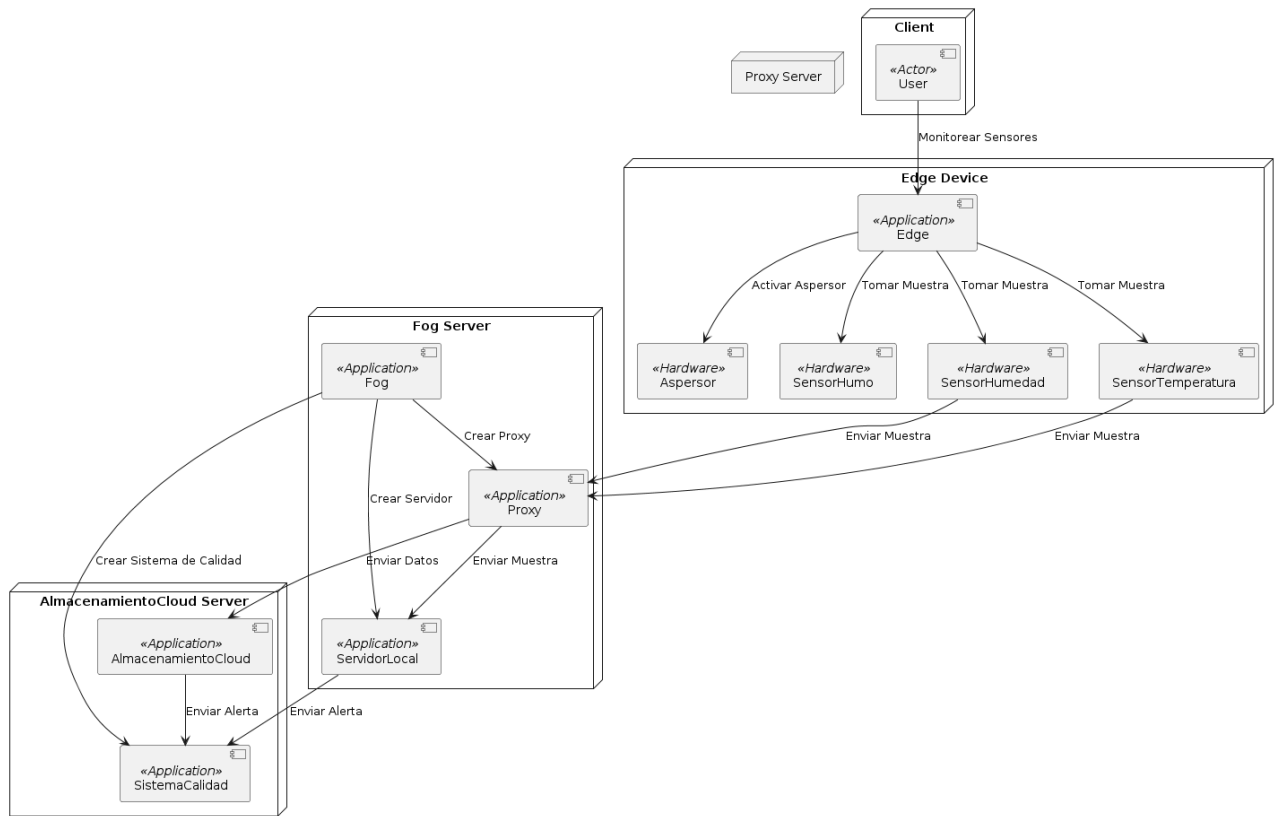 Client
«Actor»
User
Proxy Server
Monitorear Sensores
Edge Device
«Application»
Edge
Activar Aspersor
Tomar Muestra
Tomar Muestra
Tomar Muestra
«Hardware»
Aspersor
«Hardware»
SensorHumo
«Hardware»
SensorHumedad
«Hardware»
SensorTemperatura
Fog Server
«Application»
Fog
Crear Proxy
Enviar Muestra
Enviar Muestra
Crear Servidor
«Application»
Proxy
Crear Sistema de Calidad
Enviar Datos
Enviar Muestra
AlmacenamientoCloud Server
«Application»
AlmacenamientoCloud
«Application»
ServidorLocal
Enviar Alerta
Enviar Alerta
«Application»
SistemaCalidad